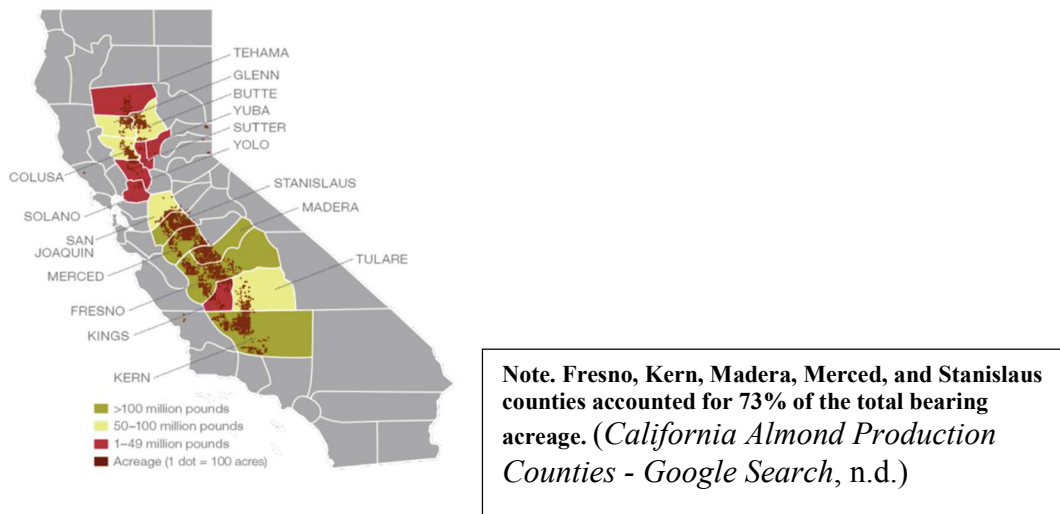 TEHAMA
GLENN
BUTTE
YUBA
SUTTER
YOLO
COLUSA
STANISLAUS
SOLANO
MADERA
SAN
JOAQUIN
MERCED
TULARE
FRESNO
KINGS
KERN
>100 million pounds
50–100 million pounds
1–49 million pounds
Acreage (1 dot = 100 acres)
Note. Fresno, Kern, Madera, Merced, and Stanislaus
counties accounted for 73% of the total bearing
acreage. (California Almond Production
Counties - Google Search, n.d.)